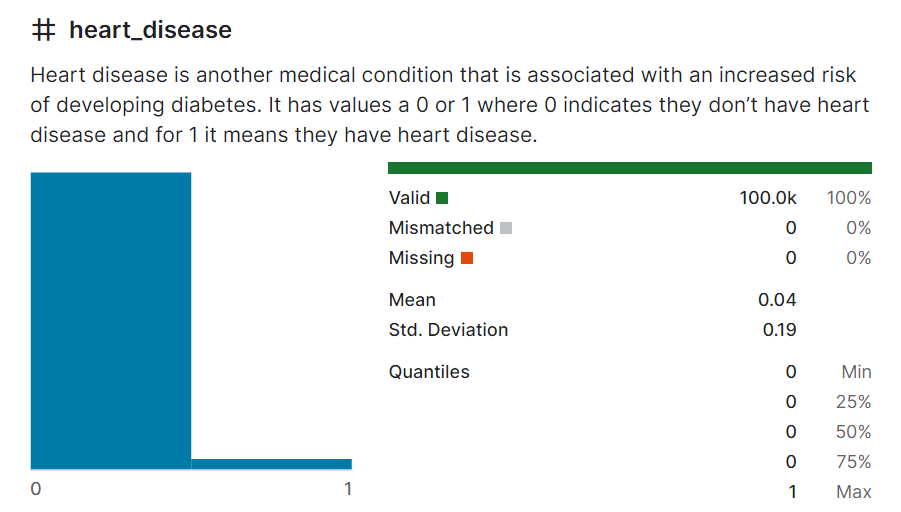 # heart_disease
Heart disease is another medical condition that is associated with an increased risk
of developing diabetes. It has values a 0 or 1 where 0 indicates they don’t have heart
disease and for 1 it means they have heart disease.
Valid 100.0k 100%
Mismatched 0 0%
Missing 0 0%
Mean 0.04
Std. Deviation 0.19
Quantiles 0 Min
0 25%
0 50%
0 75%
1 Max
0 1